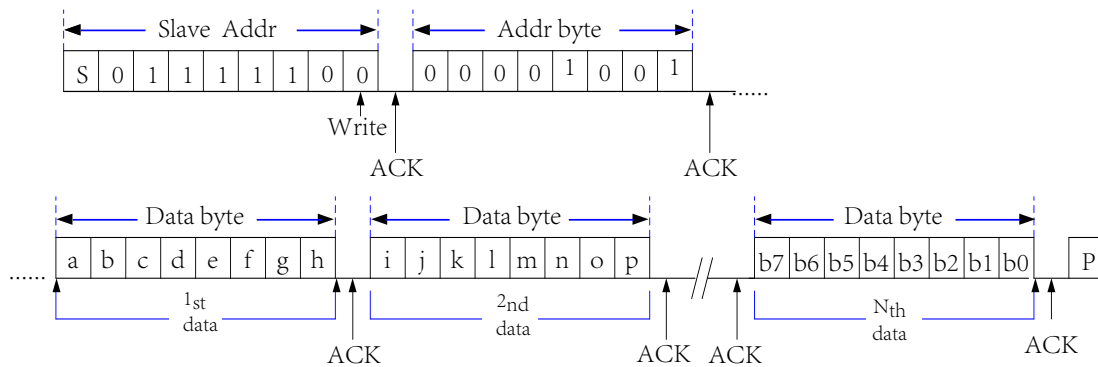 Slave Addr Addr byte
S 0 1 1 1 1 1 0 0 0 0 0 0 1 0 0 1
......
Write
ACK ACK
Data byte Data byte Data byte
...... a b c d e f g h i j k l m n o p b7 b6 b5 b4 b3 b2 b1 b0 P
1st data 2nd data Nth data
ACK ACK ACK ACK